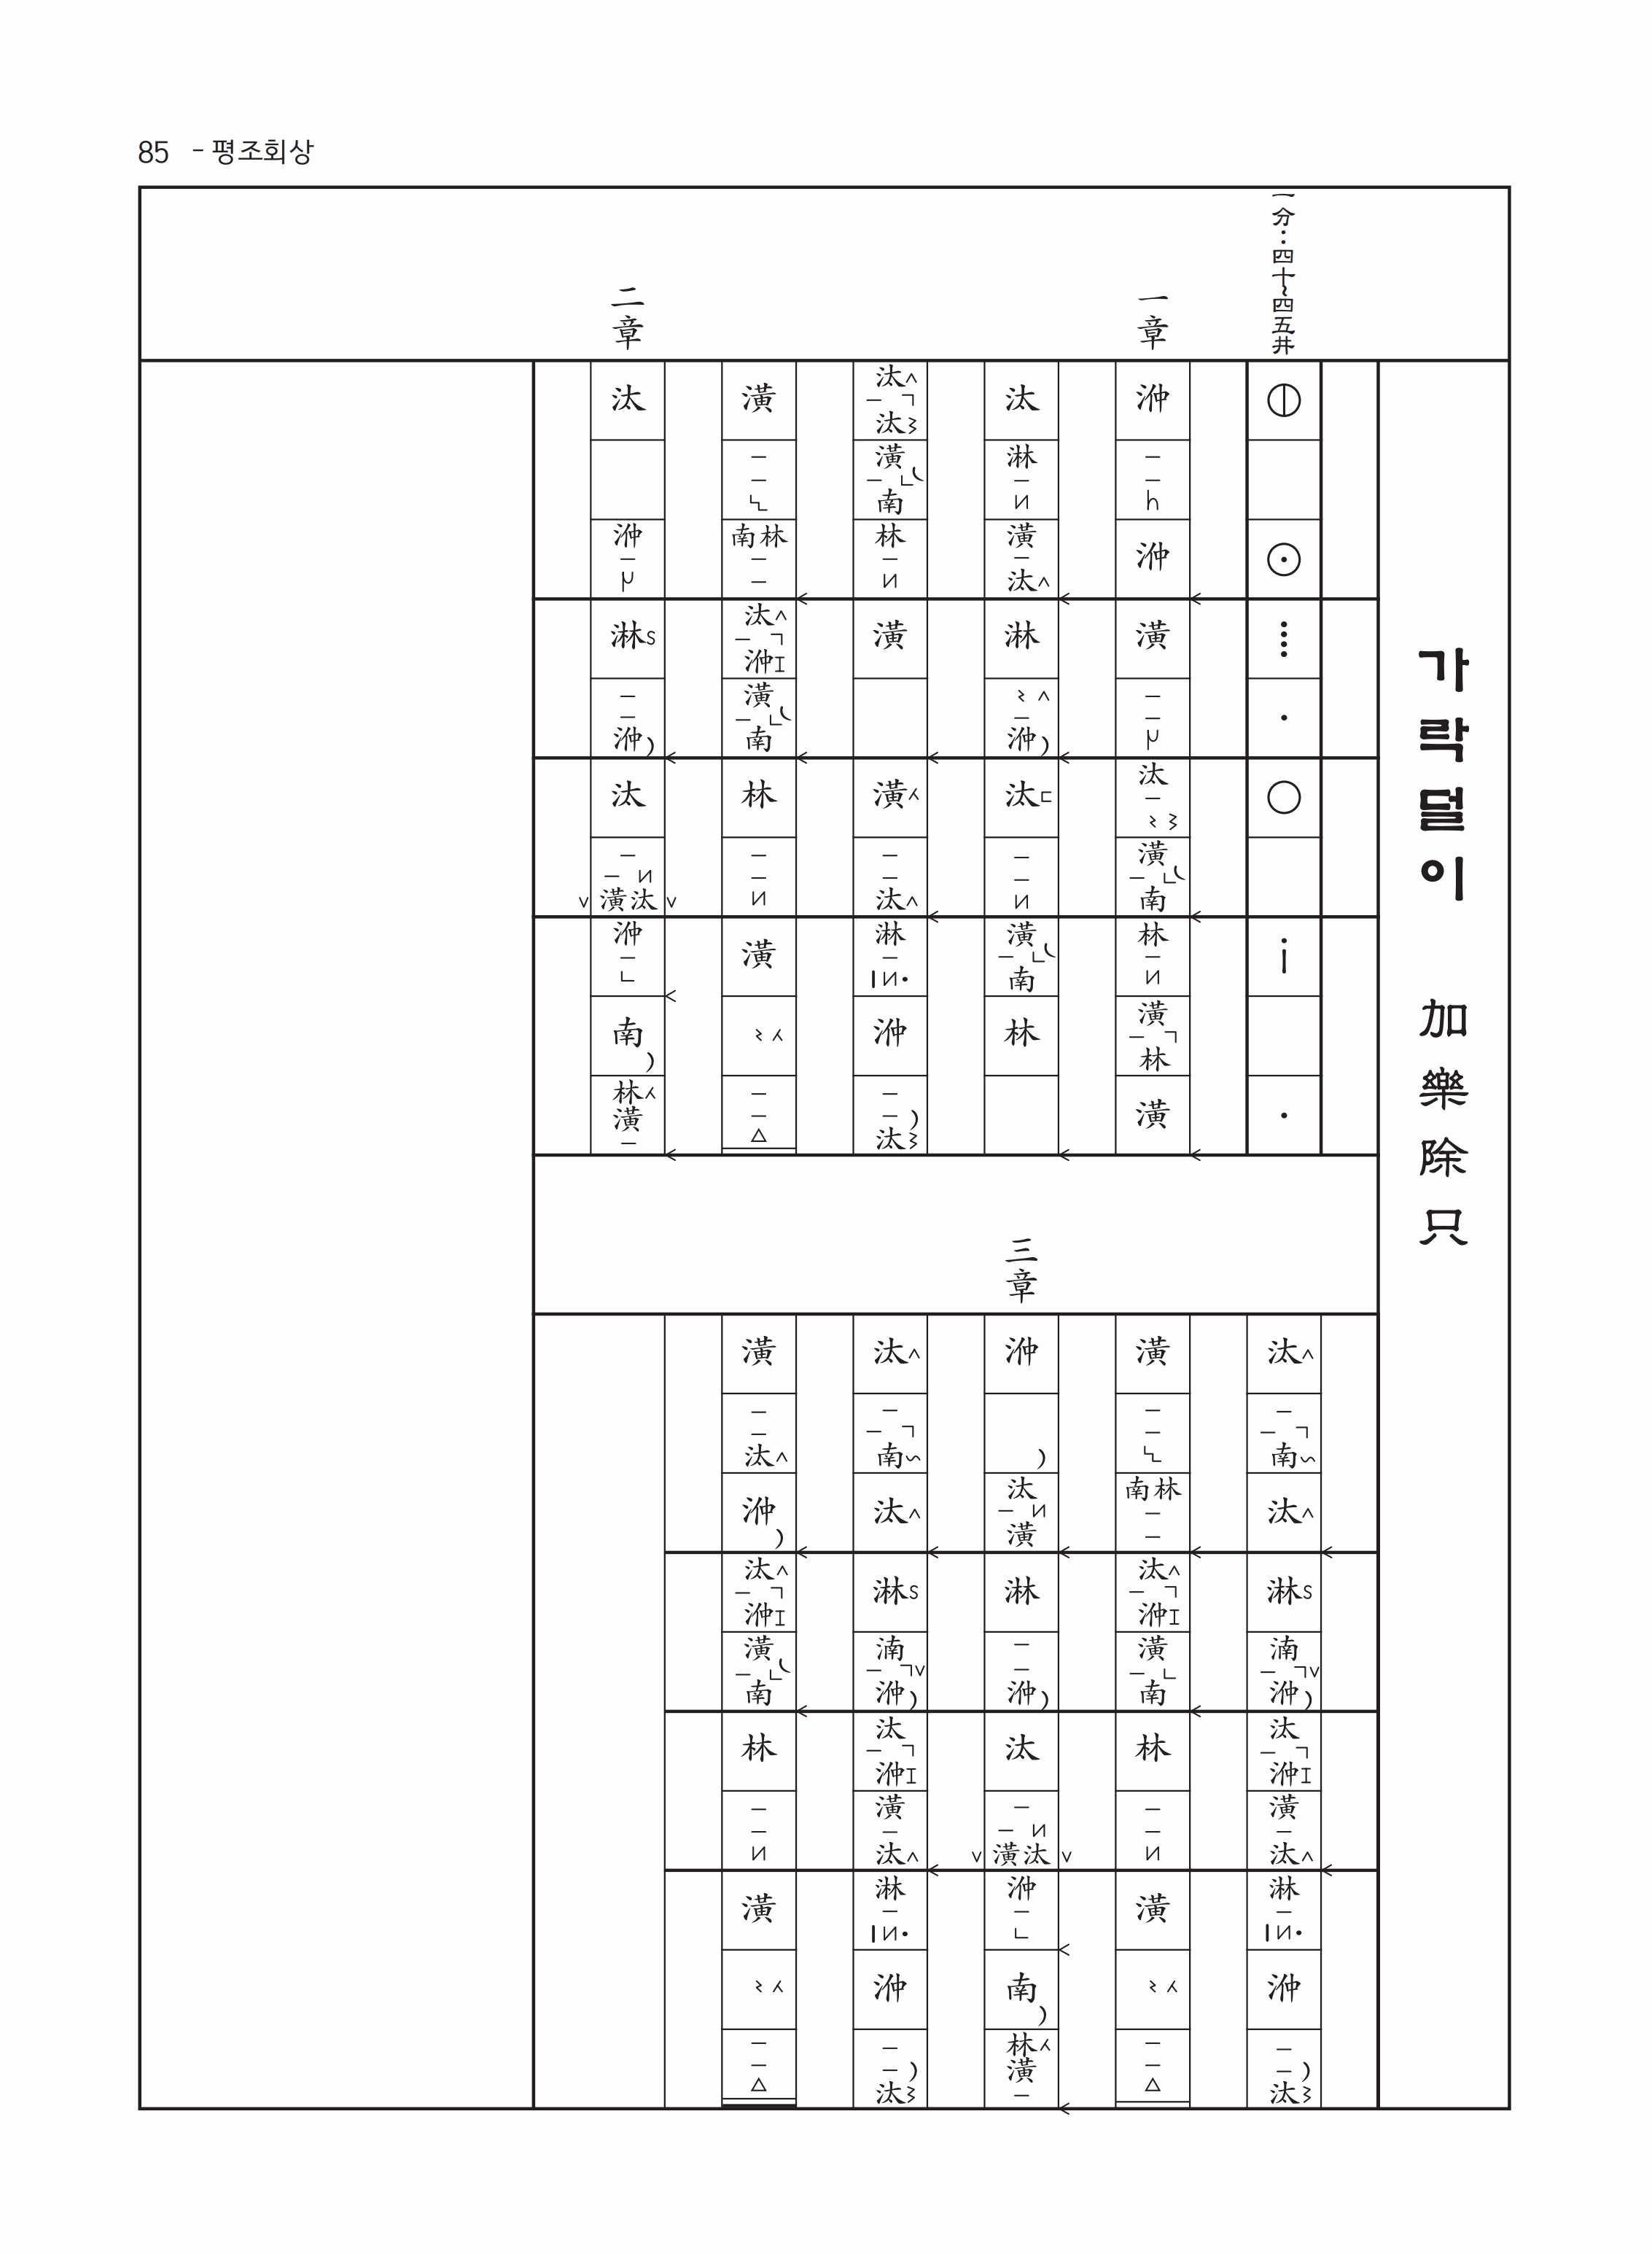 85 - 평조회상
가락덜이 加樂除只
一分:四十~四五井
一章
㳞 㳞 潢 汰 潢 南 林 潢 林 潢
汰 淋 潢 汰 淋 㳞 汰 潢 南 林
汰 汰 潢 南 林 潢 潢 汰 淋 㳞 汰
潢 南林 汰 㳞 潢 南 林 潢
二章
汰 㳞 淋 㳞 汰 潢汰 㳞 南 林 潢
汰 南 汰 淋 湳 㳞 汰 㳞 潢 汰 淋 㳞 汰
潢 南林 汰 㳞 潢 南 林 潢
三章
㳞 汰 潢 淋 㳞 汰 潢汰 㳞 南 林 潢
汰 南 汰 淋 湳 㳞 汰 㳞 潢 汰 淋 㳞 汰
潢 汰 㳞 汰 㳞 潢 南 林 潢